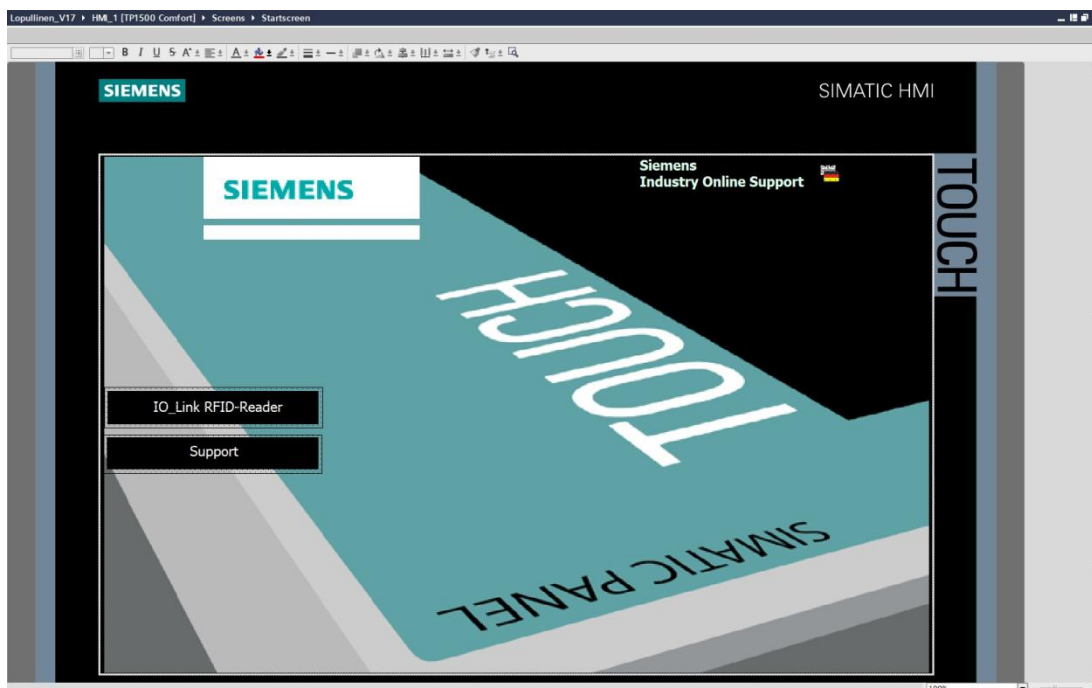 Lopullinen_V17 ▸ HMI_1 [TP1500 Comfort] ▸ Screens ▸ Startscreen
B I U S A
SIEMENS
SIMATIC HMI
SIEMENS
Siemens
Industry Online Support
TOUCH
TOUCH
IO_Link RFID-Reader
Support
SIMATIC PANEL
100%